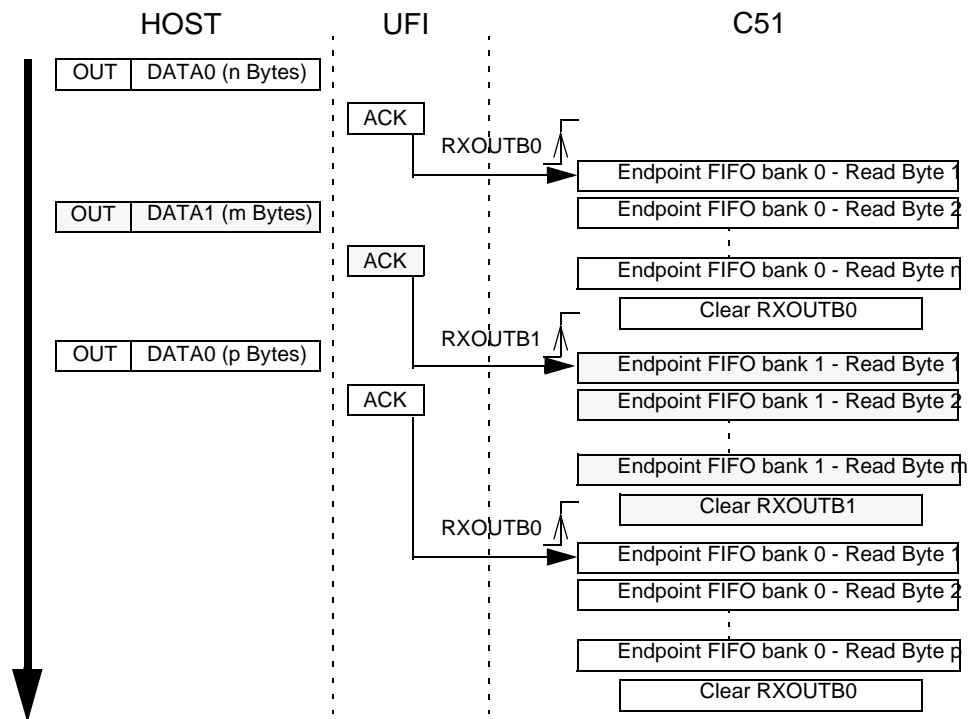 HOST UFI C51
OUT DATA0 (n Bytes)
ACK
RXOUTB0
Endpoint FIFO bank 0 - Read Byte 1
OUT DATA1 (m Bytes)
Endpoint FIFO bank 0 - Read Byte 2
ACK
Endpoint FIFO bank 0 - Read Byte n
Clear RXOUTB0
RXOUTB1
OUT DATA0 (p Bytes)
Endpoint FIFO bank 1 - Read Byte 1
ACK
Endpoint FIFO bank 1 - Read Byte 2
Endpoint FIFO bank 1 - Read Byte m
Clear RXOUTB1
RXOUTB0
Endpoint FIFO bank 0 - Read Byte 1
Endpoint FIFO bank 0 - Read Byte 2
Endpoint FIFO bank 0 - Read Byte p
Clear RXOUTB0